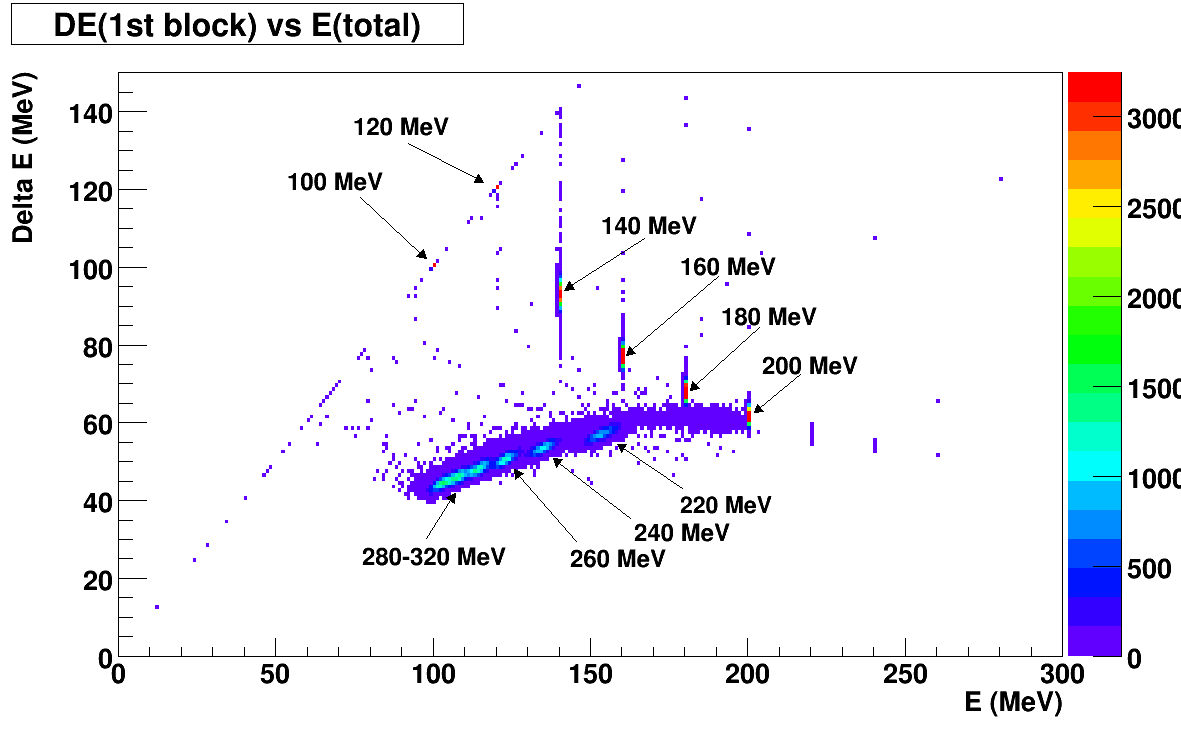 DE(1st block) vs E(total)
Delta E (MeV)
140
120
100
80
60
40
20
0
0 50 100 150 200 250 300
E (MeV)
120 MeV
100 MeV
140 MeV
160 MeV
180 MeV
200 MeV
220 MeV
240 MeV
260 MeV
280-320 MeV
3000
2500
2000
1500
1000
500
0